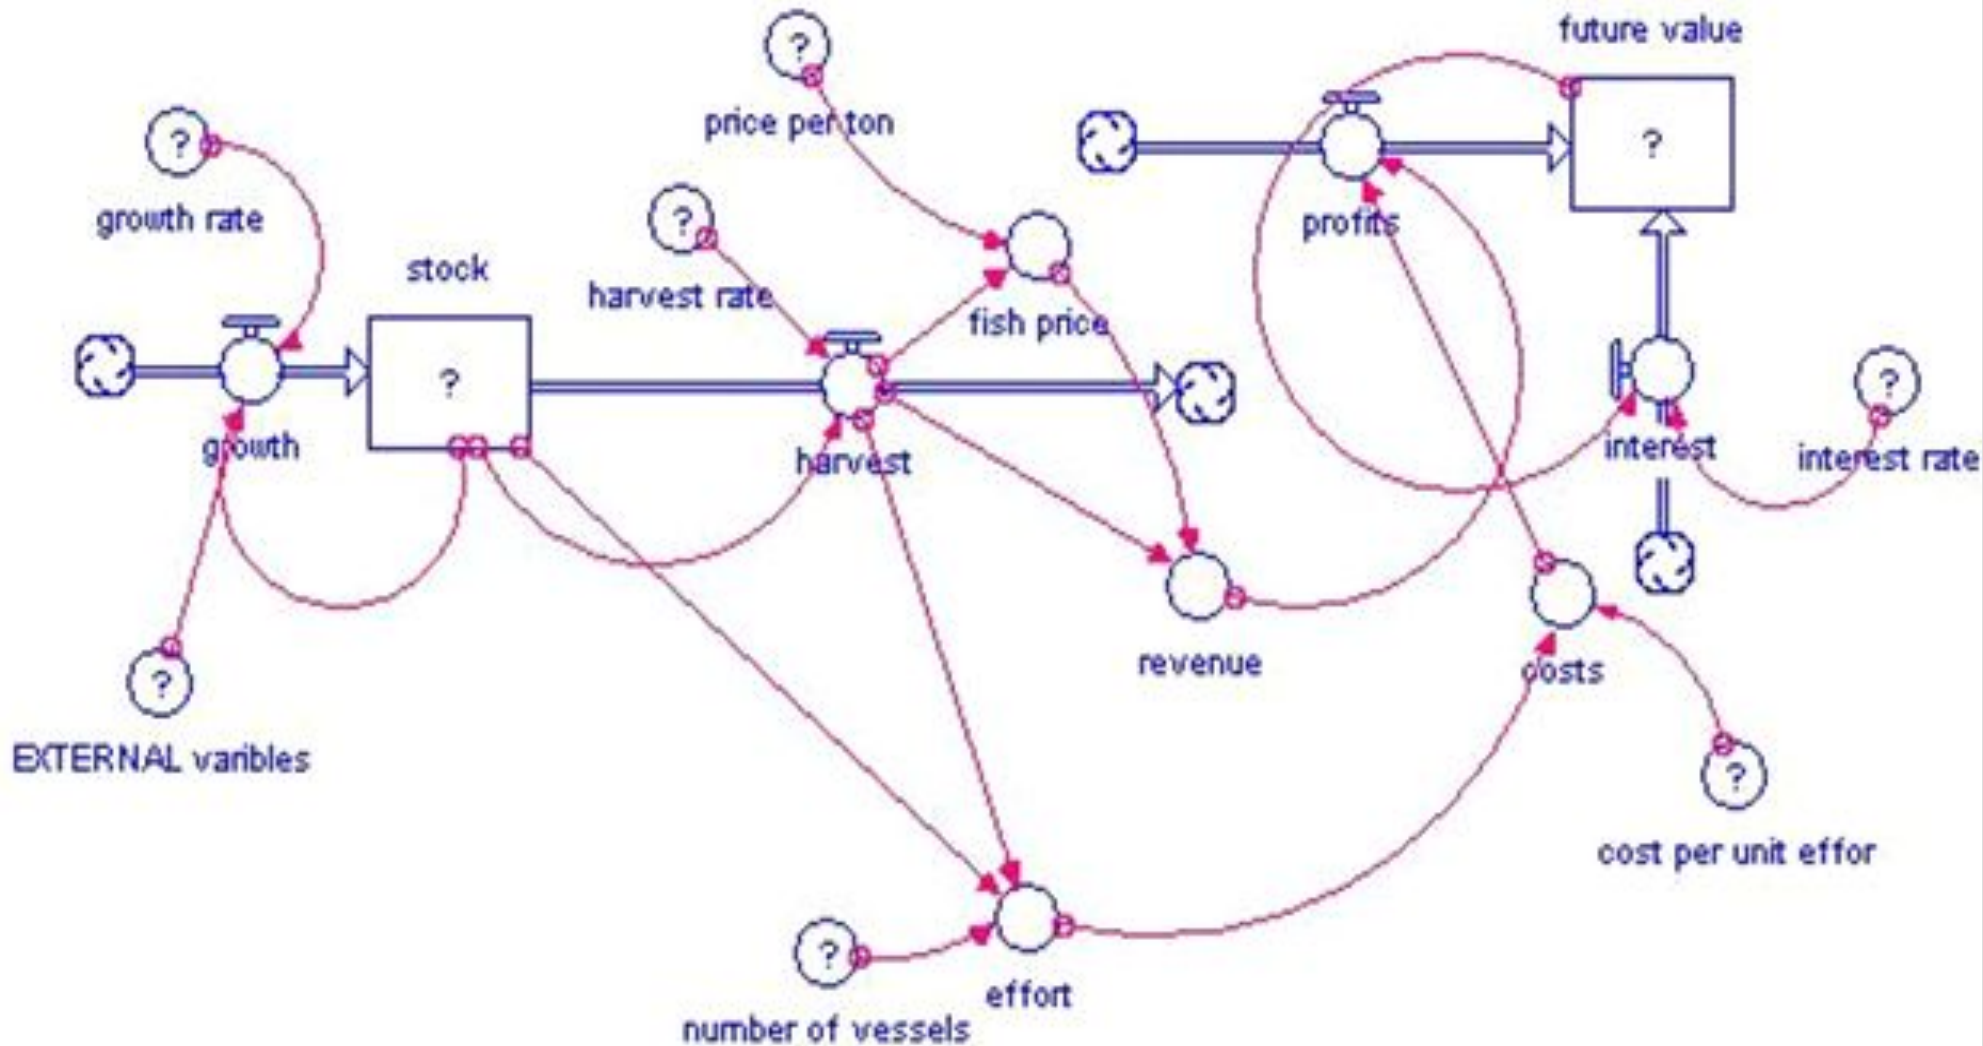 future value
?
price per ton
?
?
growth rate
?
harvest rate
profits
stock
fish price
?
growth
harvest
interest
?
interest rate
revenue
costs
?
EXTERNAL varibles
?
cost per unit effor
?
effort
number of vessels